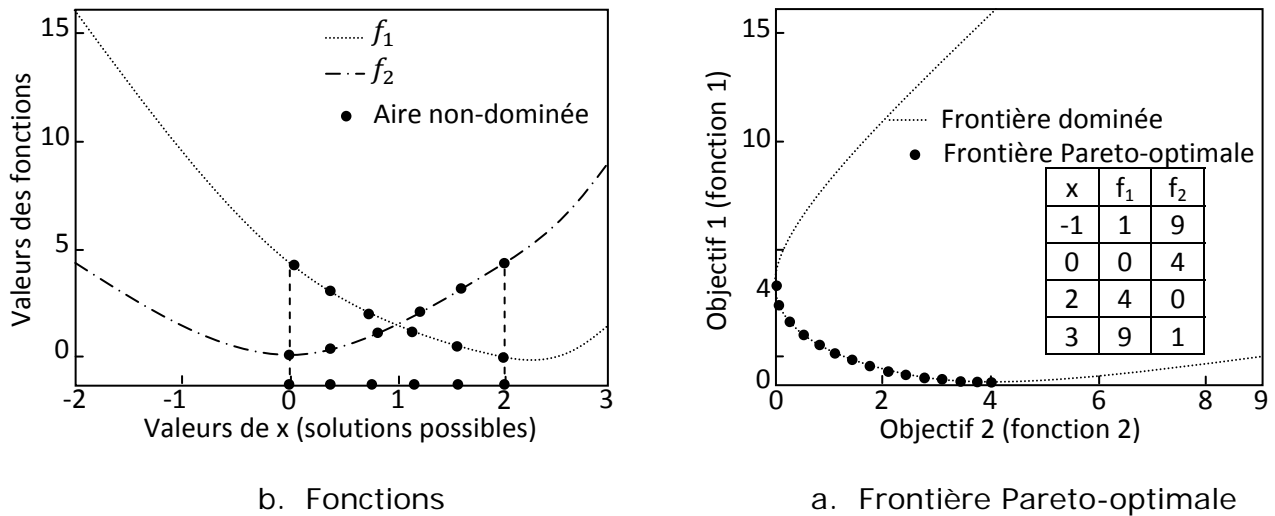 15
10
5
0
-2
-1
0
1
2
3
Valeurs des fonctions
Valeurs de x (solutions possibles)
f₁
f₂
Aire non-dominée
b. Fonctions
15
10
5
4
0
0
2
4
6
8
9
Objectif 1 (fonction 1)
Objectif 2 (fonction 2)
Frontière dominée
Frontière Pareto-optimale
x f₁ f₂
-1 1 9
0 0 4
2 4 0
3 9 1
a. Frontière Pareto-optimale